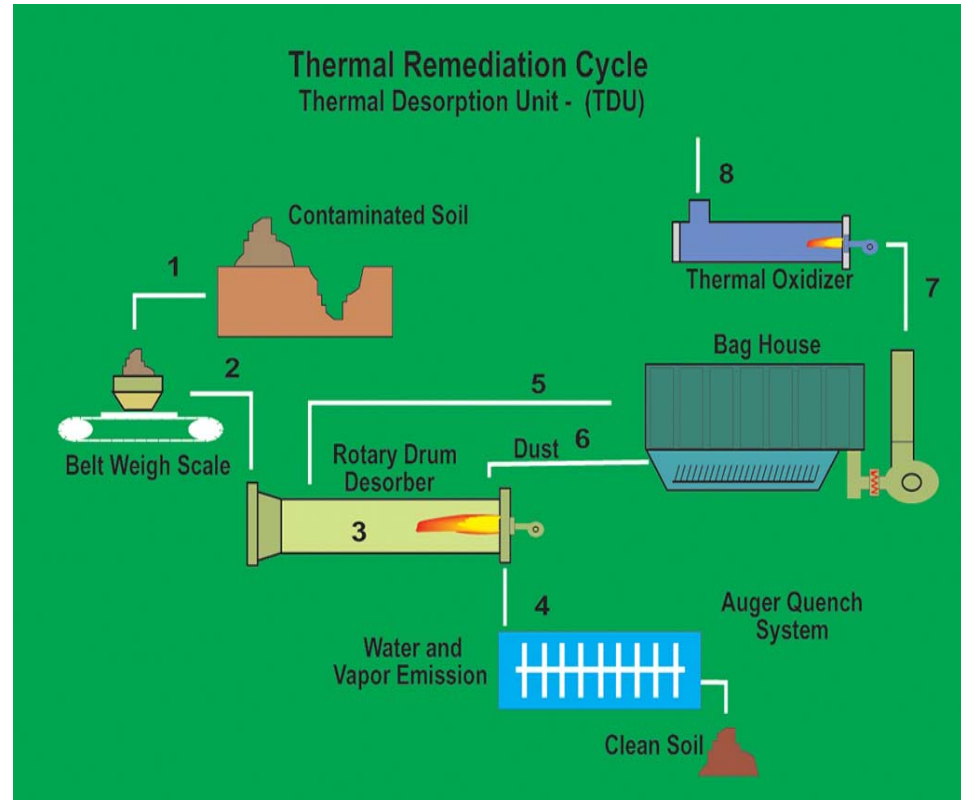 Thermal Remediation Cycle
Thermal Desorption Unit - (TDU)
8
Contaminated Soil
Thermal Oxidizer
1
7
Bag House
2
5
Belt Weigh Scale
Rotary Drum
Desorber
Dust
6
3
4
Auger Quench
System
Water and
Vapor Emission
Clean Soil